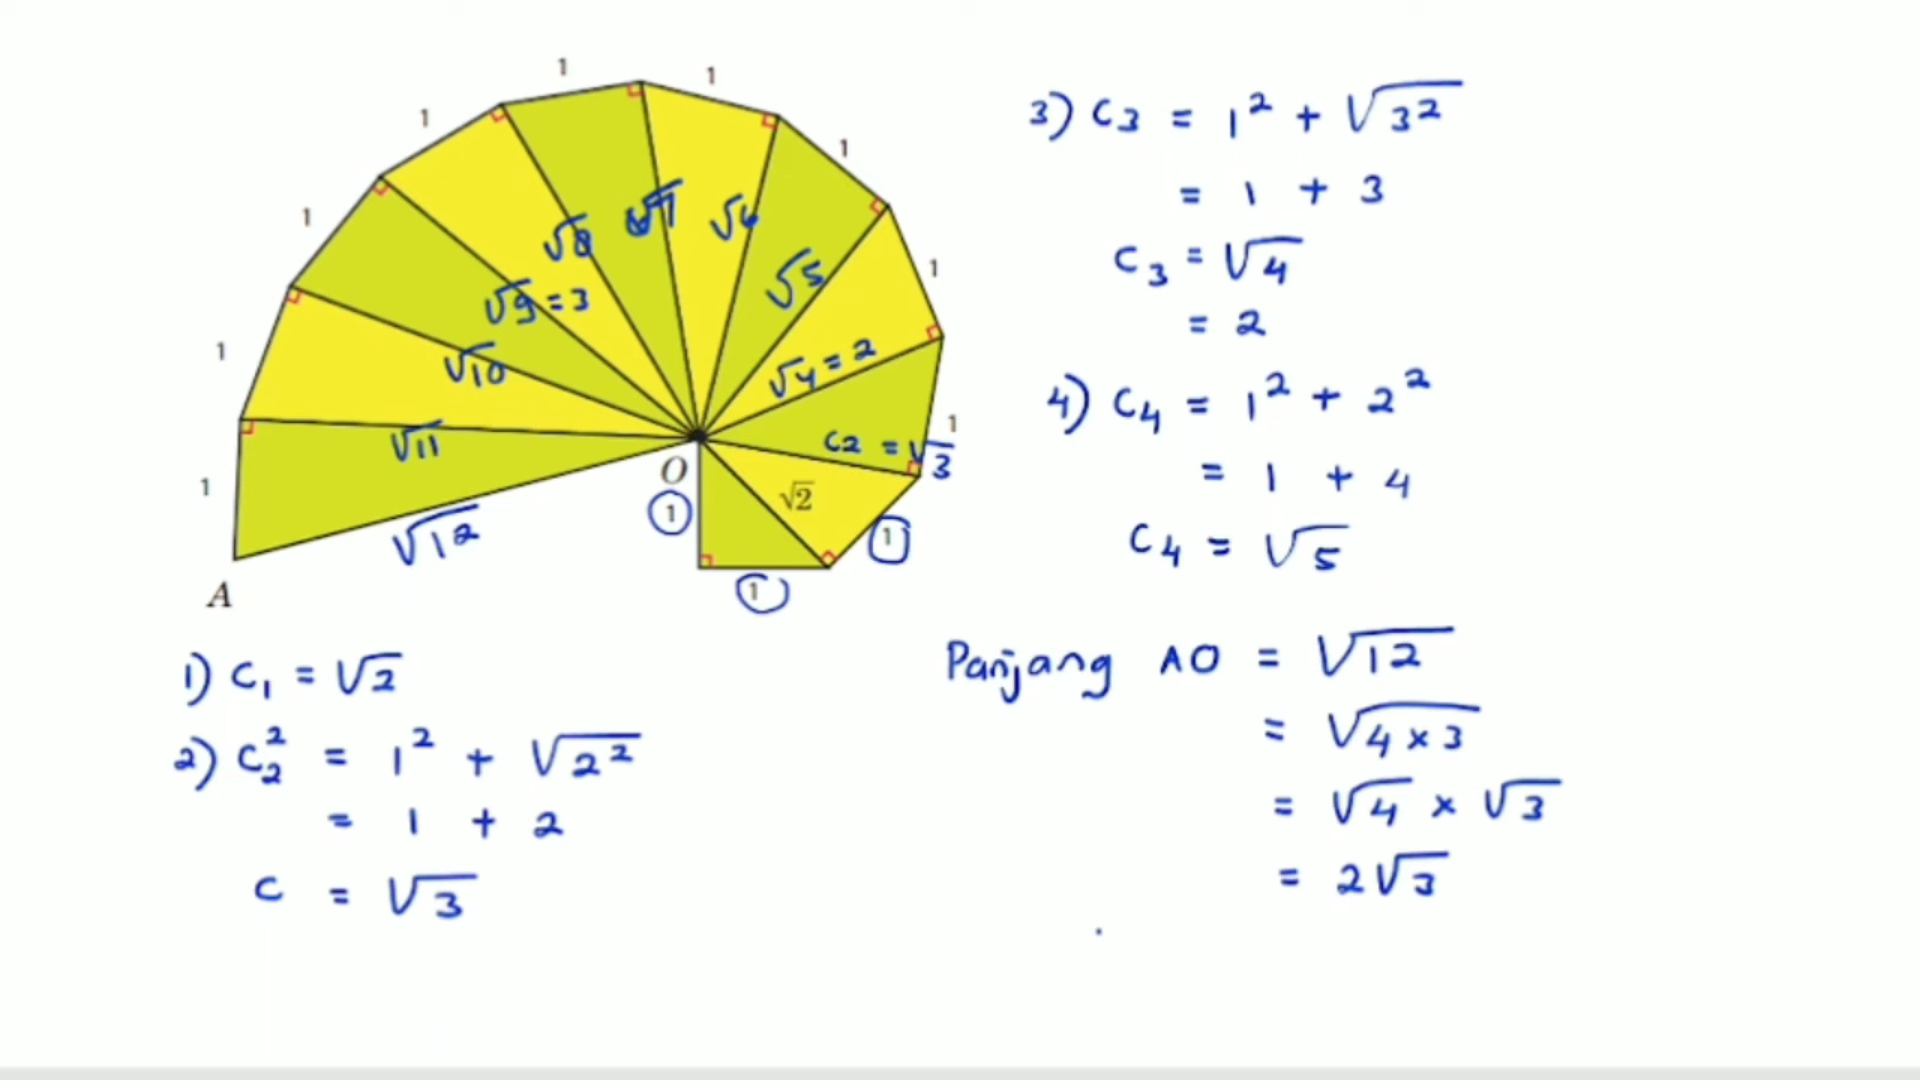 1
1
1
1
1
1
1
1
1
1
√8
√7
√6
√5
√9 = 3
√4 = 2
√10
√11
C2 = √3
O
√2
1
1
1
√12
A
1) C₁ = √2
2) C₂² = 1² + √2²
= 1 + 2
C = √3
3) C₃ = 1² + √3²
= 1 + 3
C₃ = √4
= 2
4) C₄ = 1² + 2²
= 1 + 4
C₄ = √5
Panjang AO = √12
= √4 × 3
= √4 × √3
= 2√3